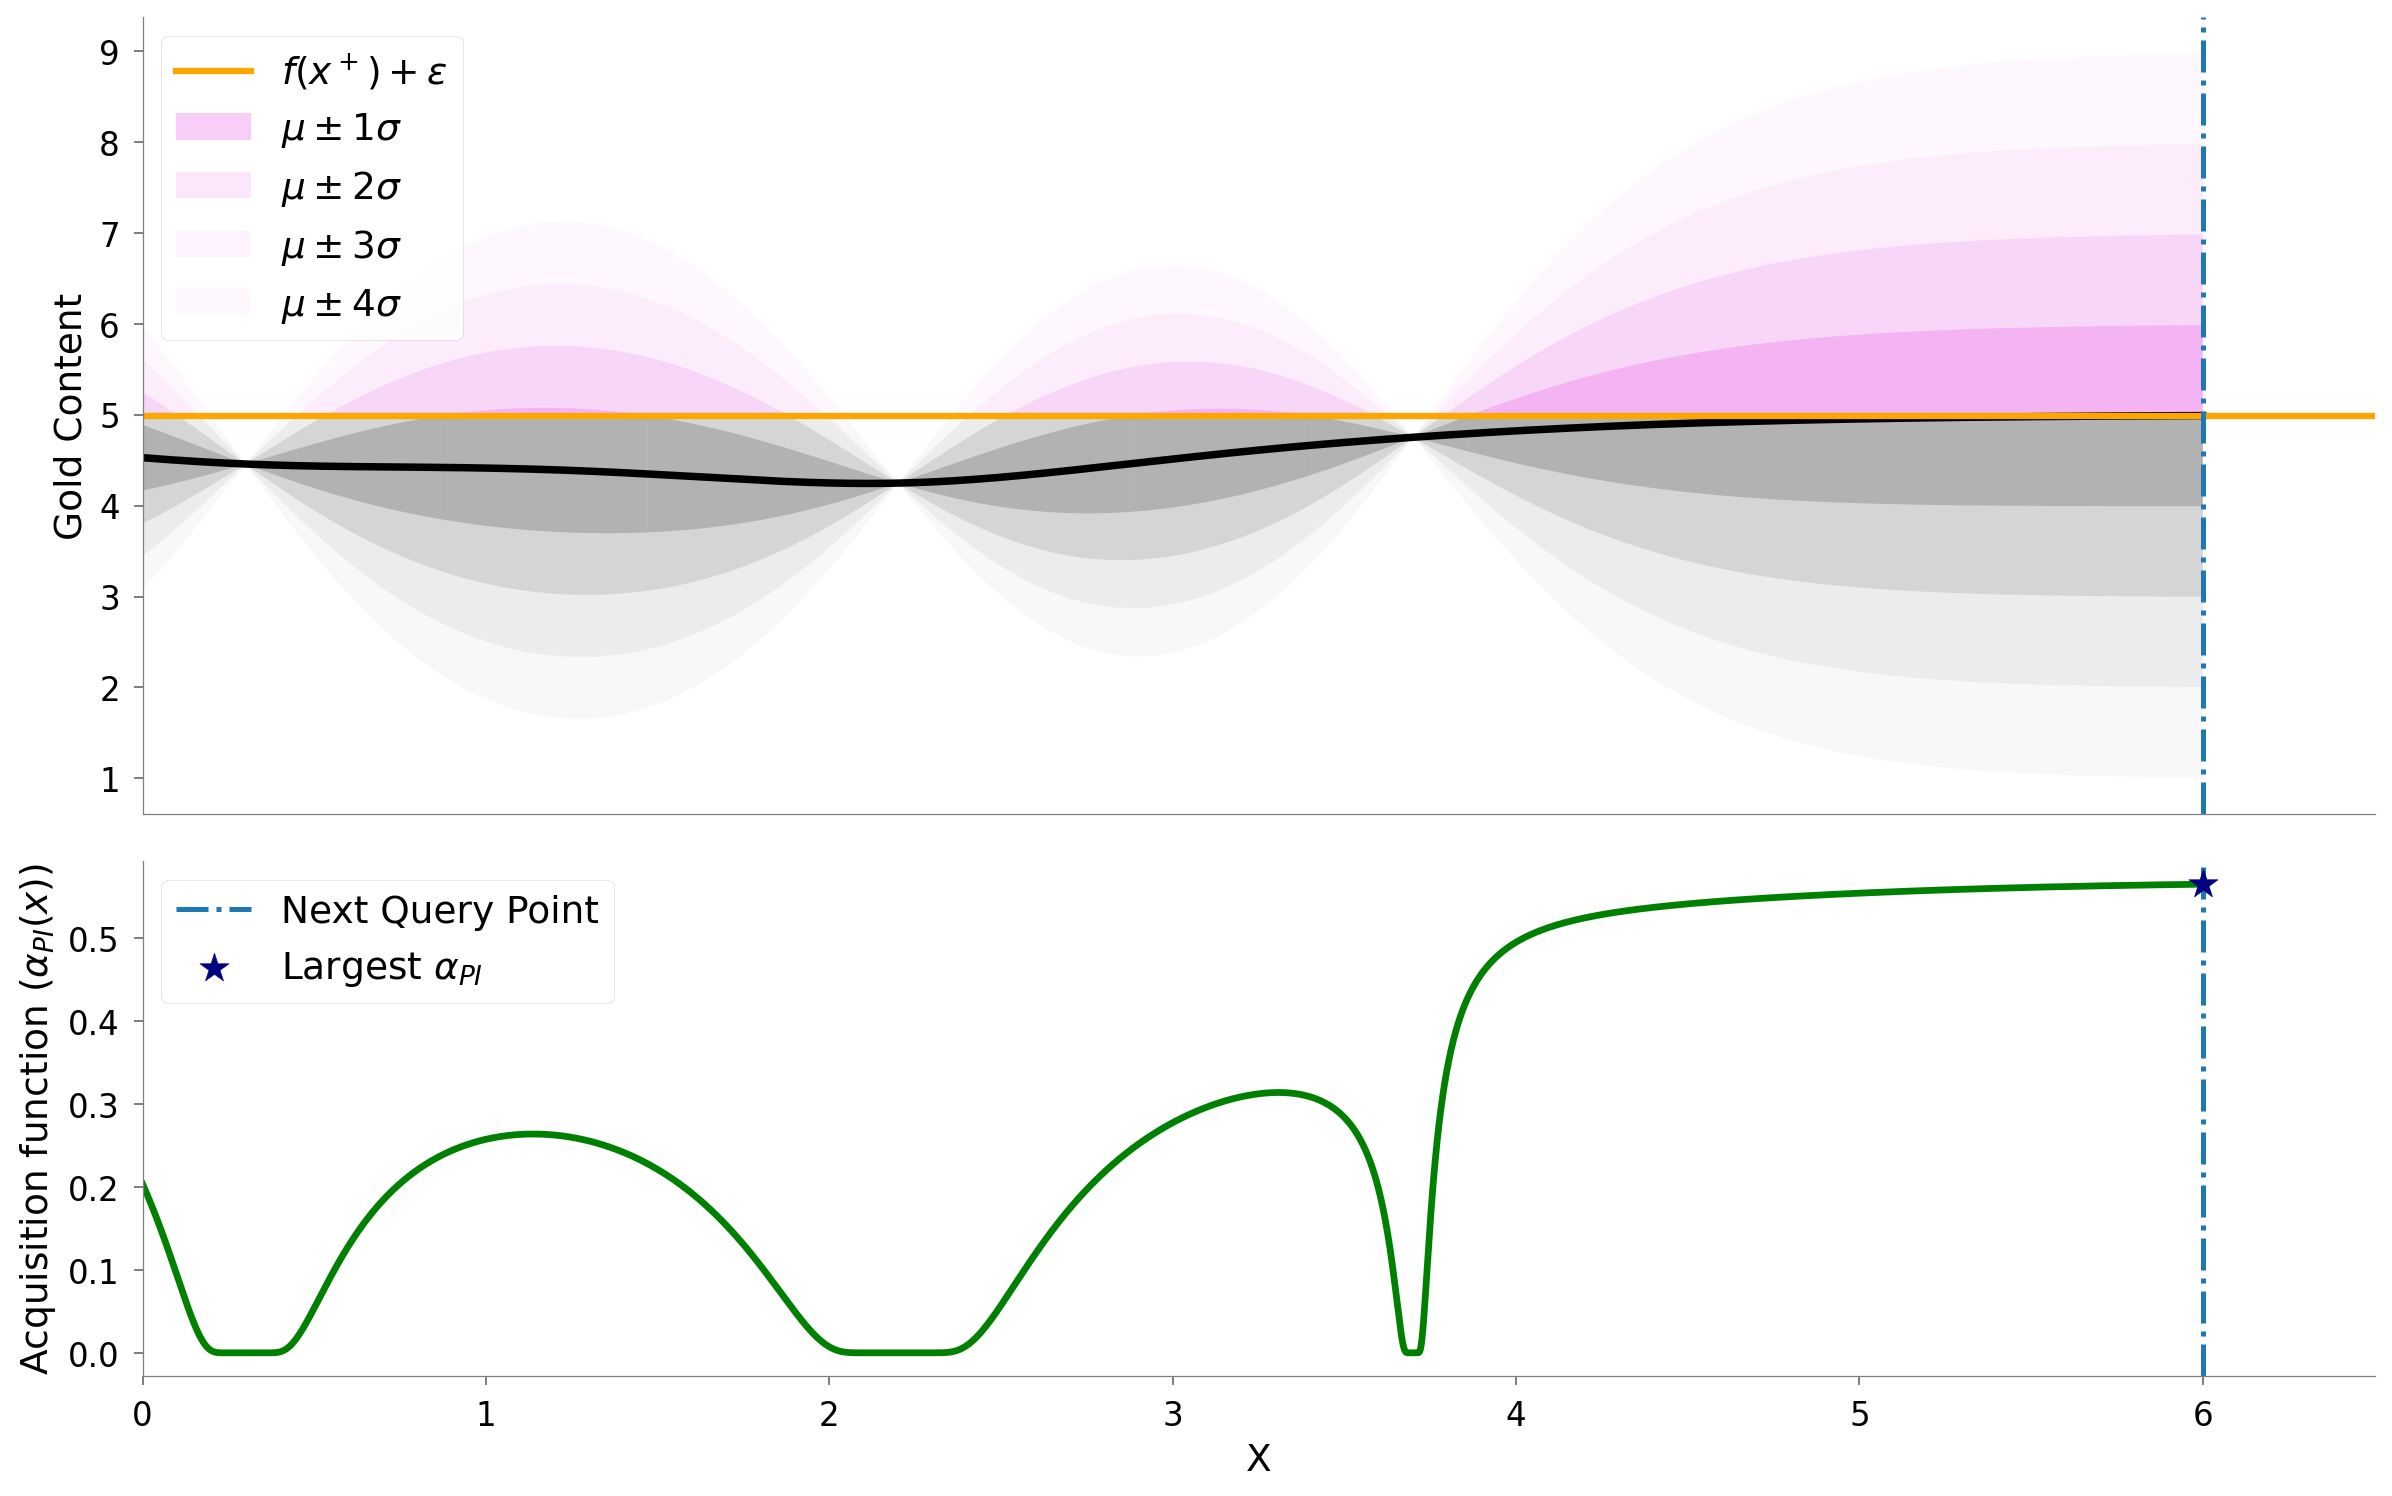 9
8
7
6
5
4
3
2
1
Gold Content
f(x⁺) + ε
μ ± 1σ
μ ± 2σ
μ ± 3σ
μ ± 4σ
0.5
0.4
0.3
0.2
0.1
0.0
Acquisition function (α_PI(x))
Next Query Point
Largest α_PI
0 1 2 3 4 5 6
X